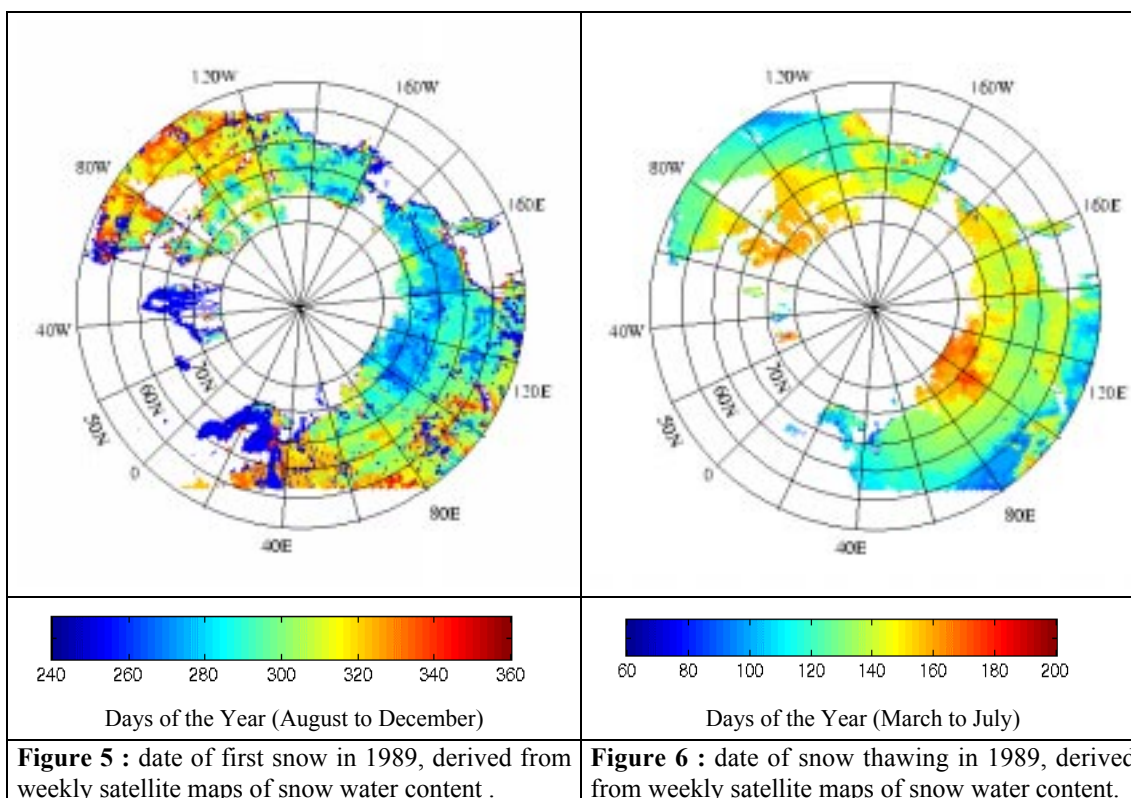 120W
160W
80W
160E
40W
70N
60N
50N
120E
0
80E
40E
240 260 280 300 320 340 360
Days of the Year (August to December)
Figure 5 : date of first snow in 1989, derived from
weekly satellite maps of snow water content .
120W
160W
80W
160E
40W
70N
60N
50N
120E
0
80E
40E
60 80 100 120 140 160 180 200
Days of the Year (March to July)
Figure 6 : date of snow thawing in 1989, derived
from weekly satellite maps of snow water content.